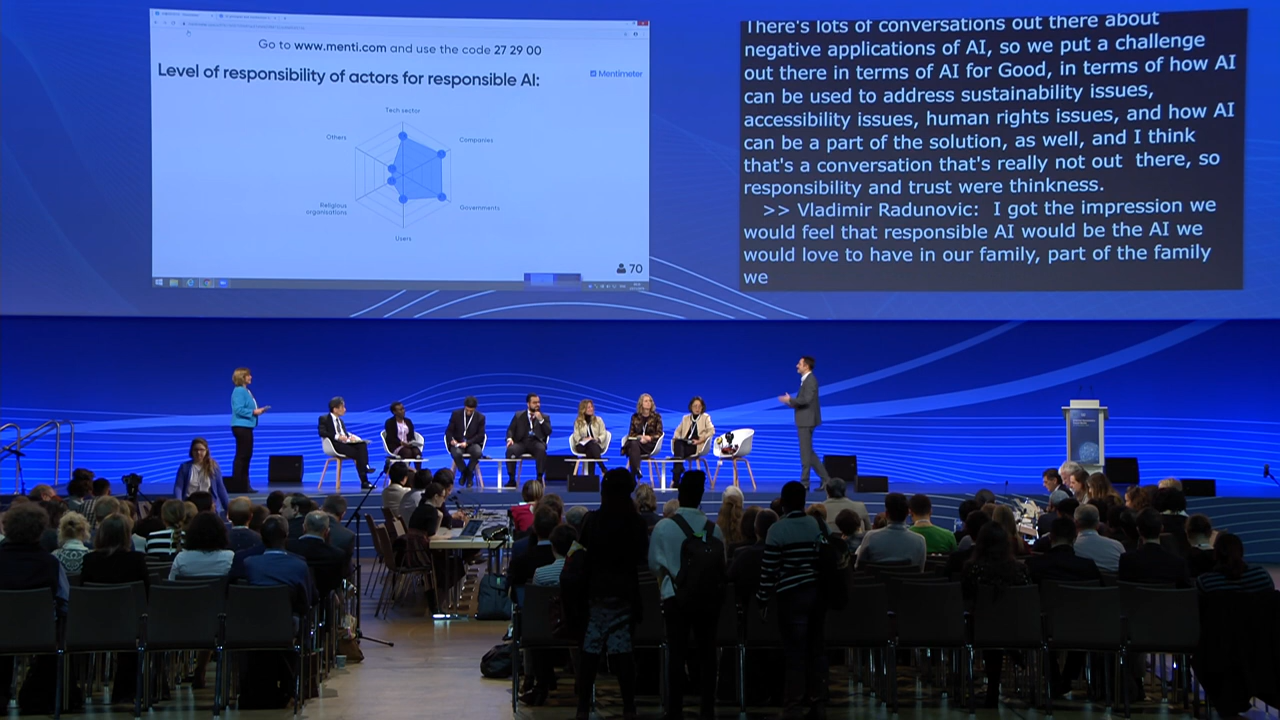 Go to www.menti.com and use the code 27 29 00
Level of responsibility of actors for responsible AI:
Mentimeter
Tech sector
Others
Companies
Religious
organisations
Governments
Users
70
There's lots of conversations out there about
negative applications of AI, so we put a challenge
out there in terms of AI for Good, in terms of how AI
can be used to address sustainability issues,
accessibility issues, human rights issues, and how AI
can be a part of the solution, as well, and I think
that's a conversation that's really not out  there, so
responsibility and trust were thinkness.
>> Vladimir Radunovic:  I got the impression we
would feel that responsible AI would be the AI we
would love to have in our family, part of the family
we